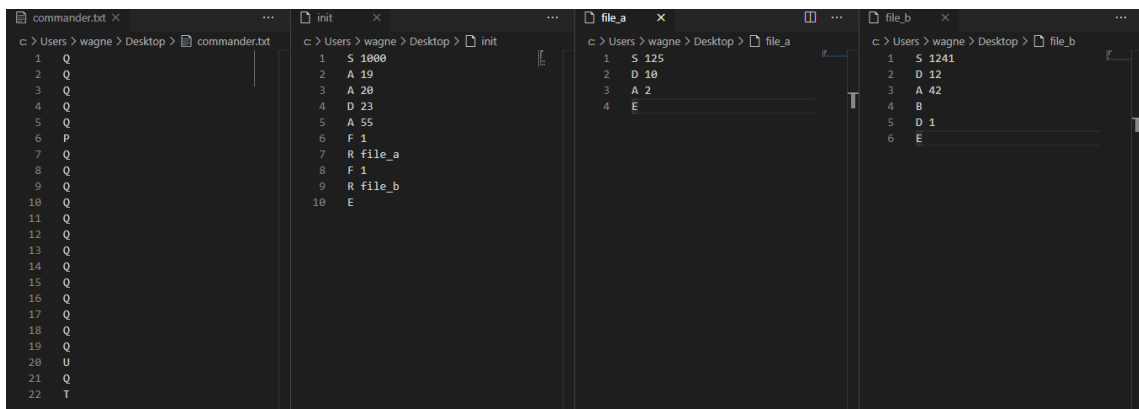 commander.txt
c: > Users > wagne > Desktop > commander.txt
1 Q
2 Q
3 Q
4 Q
5 Q
6 P
7 Q
8 Q
9 Q
10 Q
11 Q
12 Q
13 Q
14 Q
15 Q
16 Q
17 Q
18 Q
19 Q
20 U
21 Q
22 T
init
c: > Users > wagne > Desktop > init
1 S 1000
2 A 19
3 A 20
4 D 23
5 A 55
6 F 1
7 R file_a
8 F 1
9 R file_b
10 E
file_a
c: > Users > wagne > Desktop > file_a
1 S 125
2 D 10
3 A 2
4 E
file_b
c: > Users > wagne > Desktop > file_b
1 S 1241
2 D 12
3 A 42
4 B
5 D 1
6 E